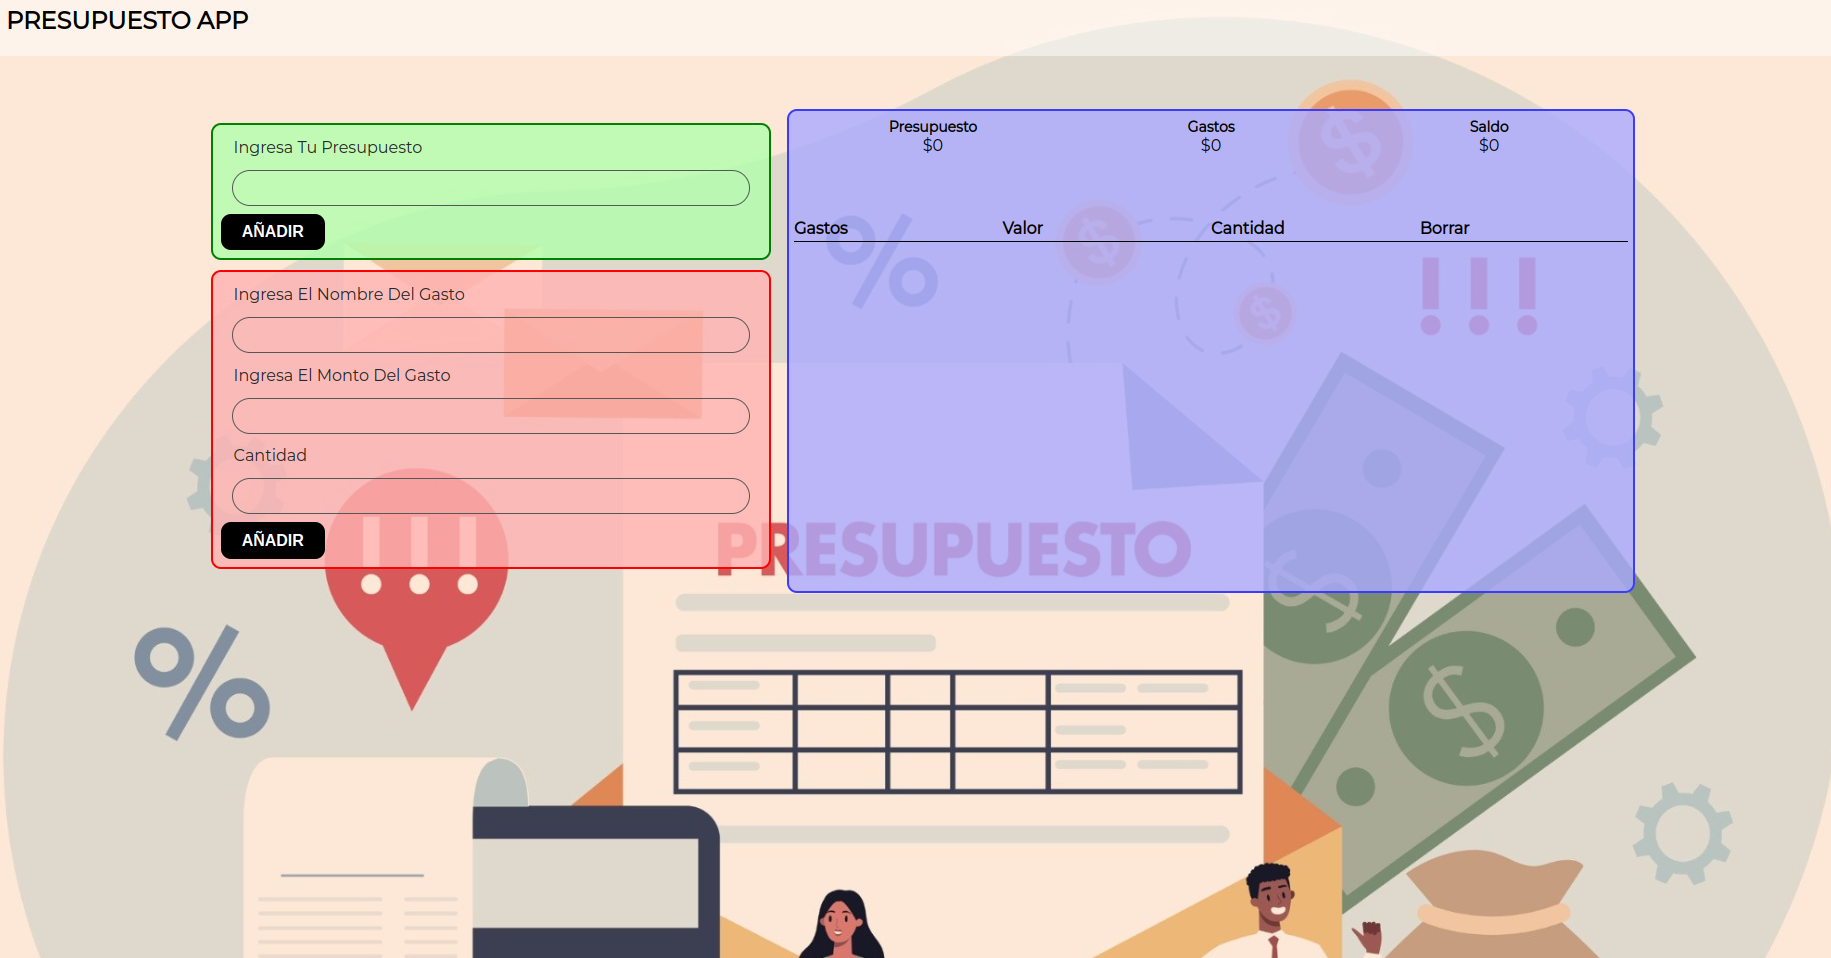 PRESUPUESTO APP
Ingresa Tu Presupuesto
AÑADIR
Ingresa El Nombre Del Gasto
Ingresa El Monto Del Gasto
Cantidad
AÑADIR
Presupuesto Gastos Saldo
$0 $0 $0
Gastos Valor Cantidad Borrar
%
$
$
$
! ! !
! ! !
PRESUPUESTO
%
$
$